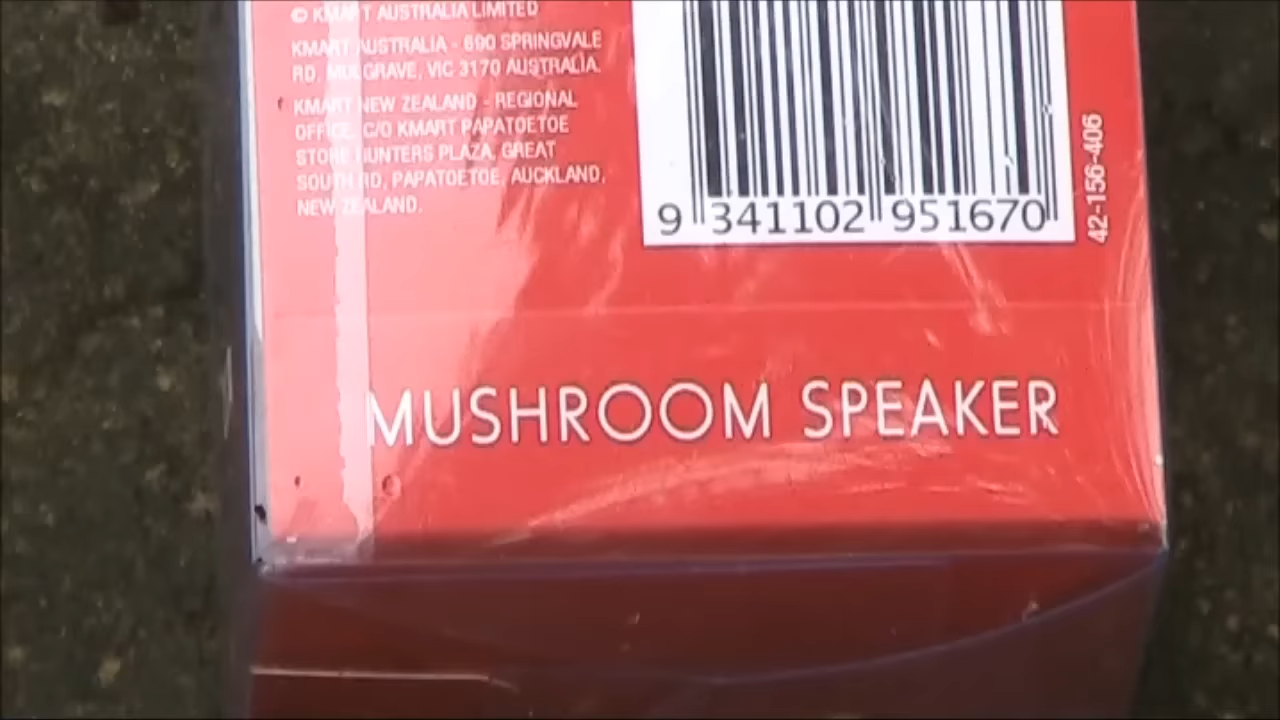 © KMART AUSTRALIA LIMITED
KMART AUSTRALIA - 690 SPRINGVALE
RD, MULGRAVE, VIC 3170 AUSTRALIA.
KMART NEW ZEALAND - REGIONAL
OFFICE, C/O KMART PAPATOETOE
STORE HUNTERS PLAZA, GREAT
SOUTH RD, PAPATOETOE, AUCKLAND,
NEW ZEALAND.
9 341102 951670
42-156-406
MUSHROOM SPEAKER